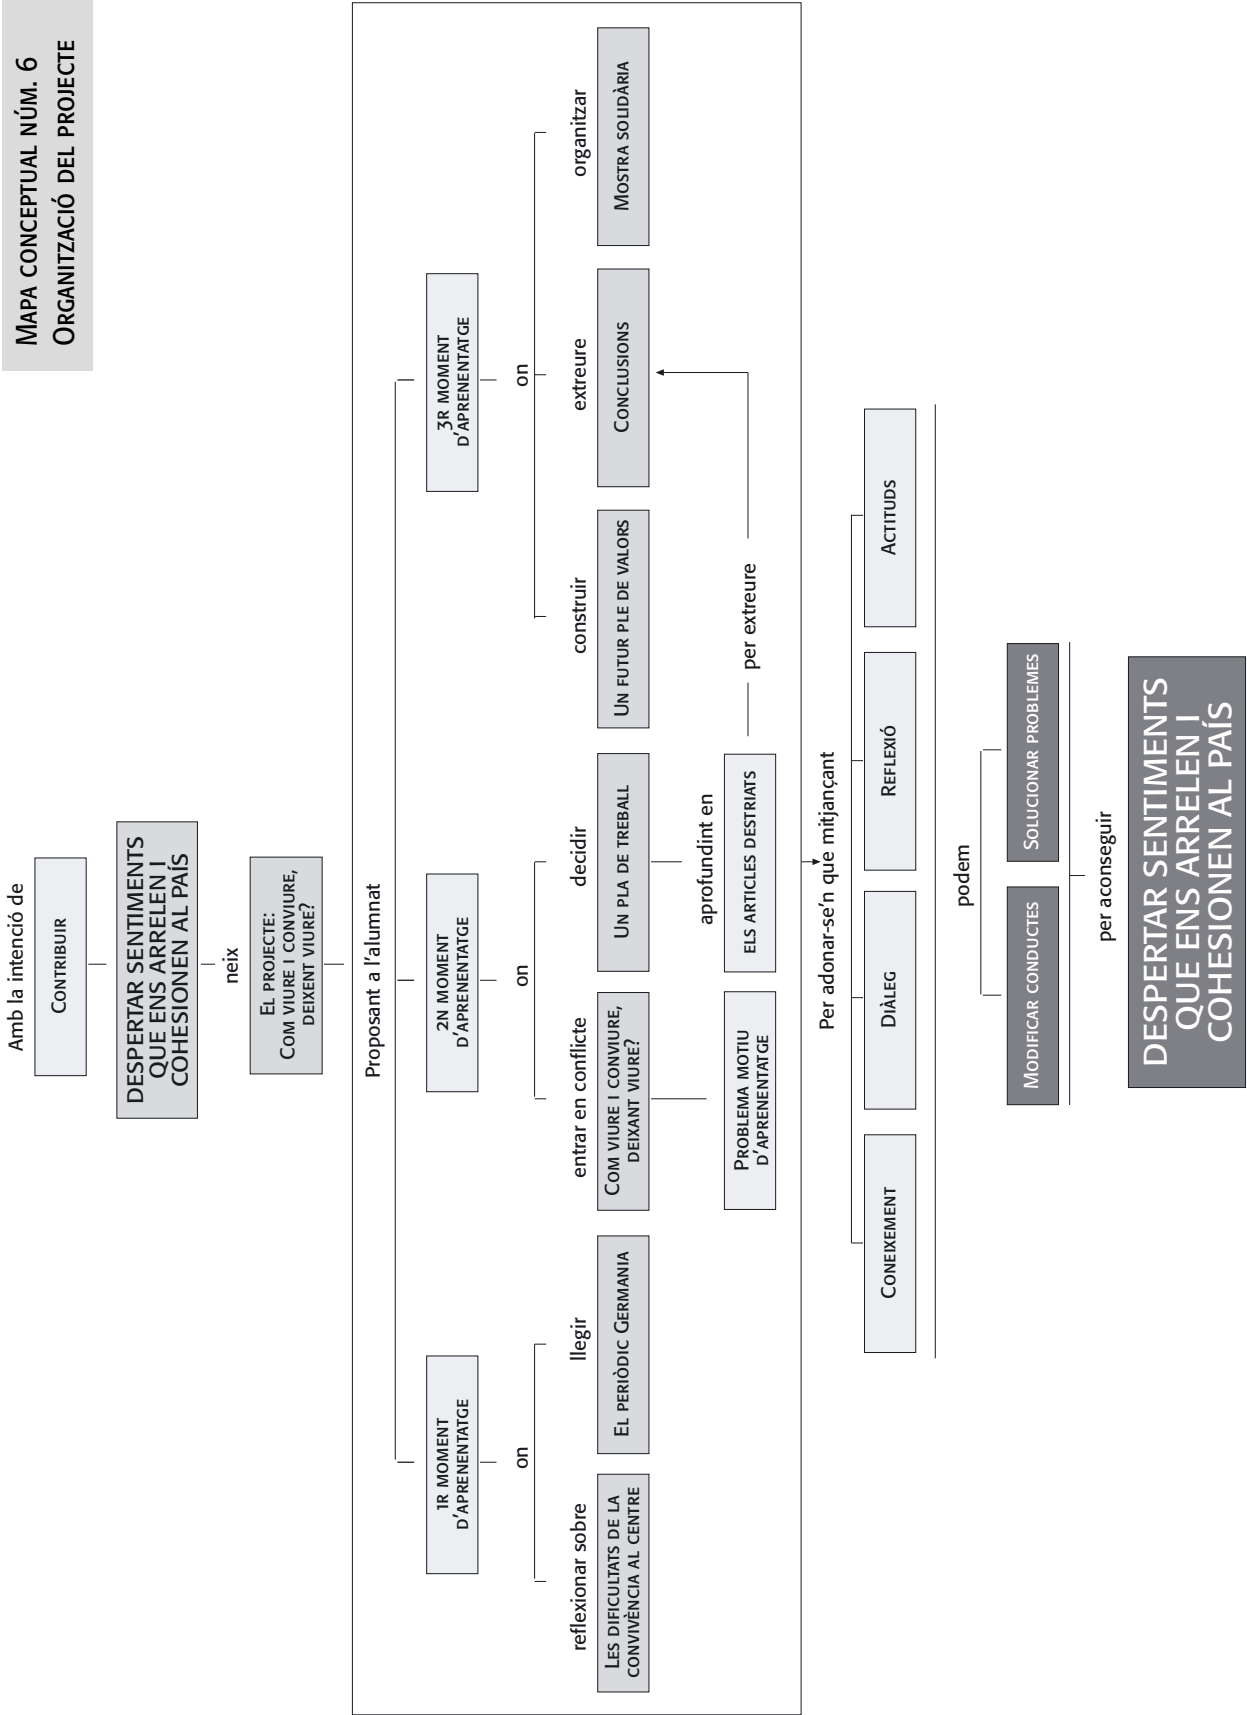 MAPA CONCEPTUAL NÚM. 6
ORGANITZACIÓ DEL PROJECTE
Amb la intenció de
CONTRIBUIR
DESPERTAR SENTIMENTS
QUE ENS ARRELEN I
COHESIONEN AL PAÍS
neix
EL PROJECTE:
COM VIURE I CONVIURE,
DEIXENT VIURE?
Proposant a l'alumnat
1R MOMENT
D'APRENENTATGE
2N MOMENT
D'APRENENTATGE
3R MOMENT
D'APRENENTATGE
on
on
on
reflexionar sobre
llegir
entrar en conflicte
decidir
construir
extreure
organitzar
LES DIFICULTATS DE LA
CONVIVÈNCIA AL CENTRE
EL PERIÒDIC GERMANIA
COM VIURE I CONVIURE,
DEIXANT VIURE?
UN PLA DE TREBALL
UN FUTUR PLE DE VALORS
CONCLUSIONS
MOSTRA SOLIDÀRIA
aprofundint en
PROBLEMA MOTIU
D'APRENENTATGE
ELS ARTICLES DESTRIATS
per extreure
Per adonar-se'n que mitjançant
CONEIXEMENT
DIÀLEG
REFLEXIÓ
ACTITUDS
podem
MODIFICAR CONDUCTES
SOLUCIONAR PROBLEMES
per aconseguir
DESPERTAR SENTIMENTS
QUE ENS ARRELEN I
COHESIONEN AL PAÍS